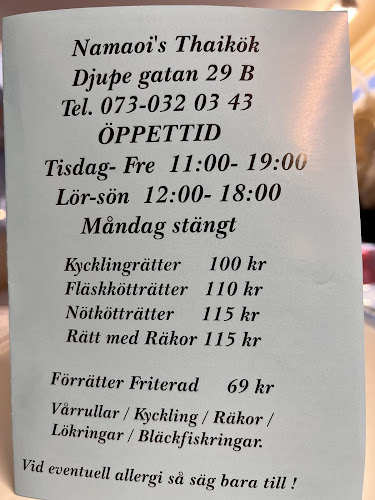 Namaoi's Thaikök
Djupe gatan 29 B
Tel. 073-032 03 43
ÖPPETTID
Tisdag- Fre 11:00- 19:00
Lör-sön 12:00- 18:00
Måndag stängt
Kycklingrätter 100 kr
Fläskkötträtter 110 kr
Nötkötträtter 115 kr
Rätt med Räkor 115 kr
Förrätter Friterad 69 kr
Vårrullar / Kyckling / Räkor /
Lökringar / Bläckfiskringar.
Vid eventuell allergi så säg bara till !